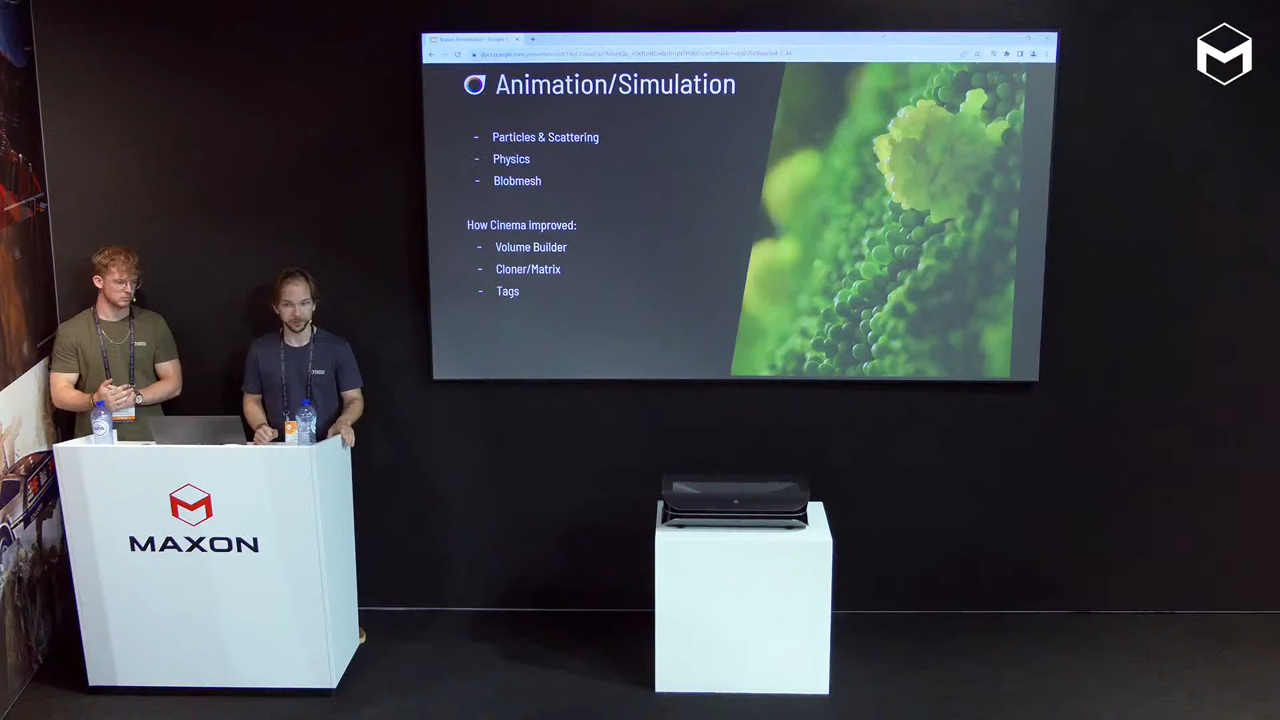 Animation/Simulation
- Particles & Scattering
- Physics
- Blobmesh
How Cinema improved:
- Volume Builder
- Cloner/Matrix
- Tags
MAXON